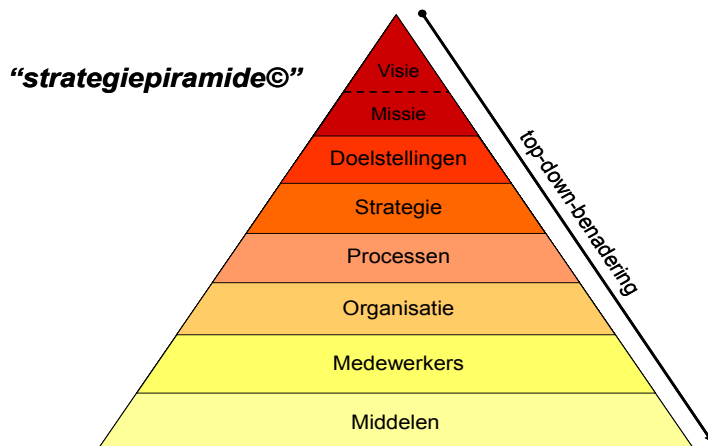 “strategiepiramide©”
Visie
Missie
Doelstellingen
Strategie
Processen
Organisatie
Medewerkers
Middelen
top-down-benadering